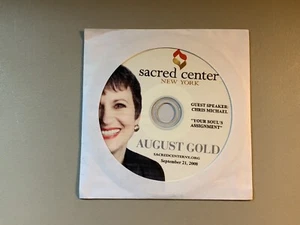 sacred center
NEW YORK
GUEST SPEAKER:
CHRIS MICHAEL
"YOUR SOUL'S
ASSIGNMENT"
AUGUST GOLD
SACREDCENTERNY.ORG
September 21, 2008